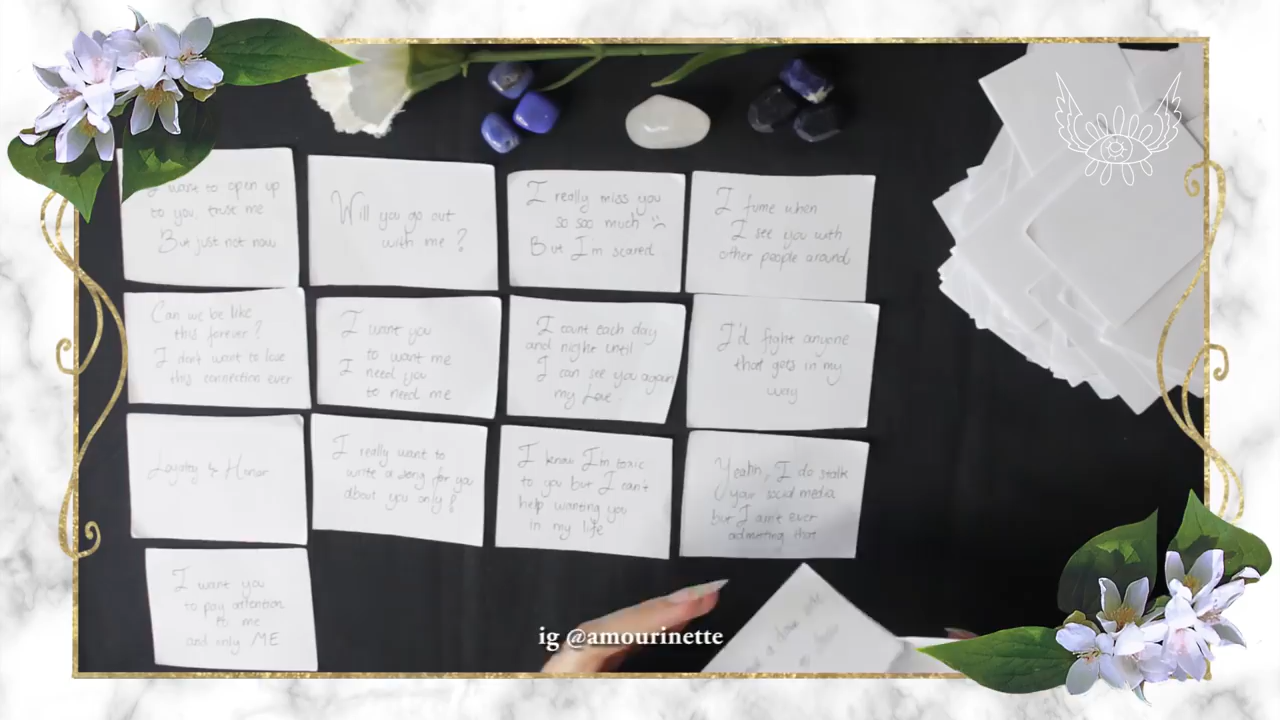 I want to open up
to you, trust me
But just not now
Will you go out
with me?
I really miss you
so soo much :(
But Im scared
I fume when
I see you with
other people around
Can we be like
this forever?
I don't want to lose
this connection ever
I want you
to want me
I need you
to need me
I count each day
and night until
I can see you again
my Love
I'd fight anyone
that gets in my
way
Loyalty & Honor
I really want to
write a song for you
about you only!
I know I'm toxic
to you but I can't
help wanting you
in my life
Yeahh, I do stalk
your social media
but I ain't ever
admitting that
I want you
to pay attention
to me
and only ME
ig @amourinette